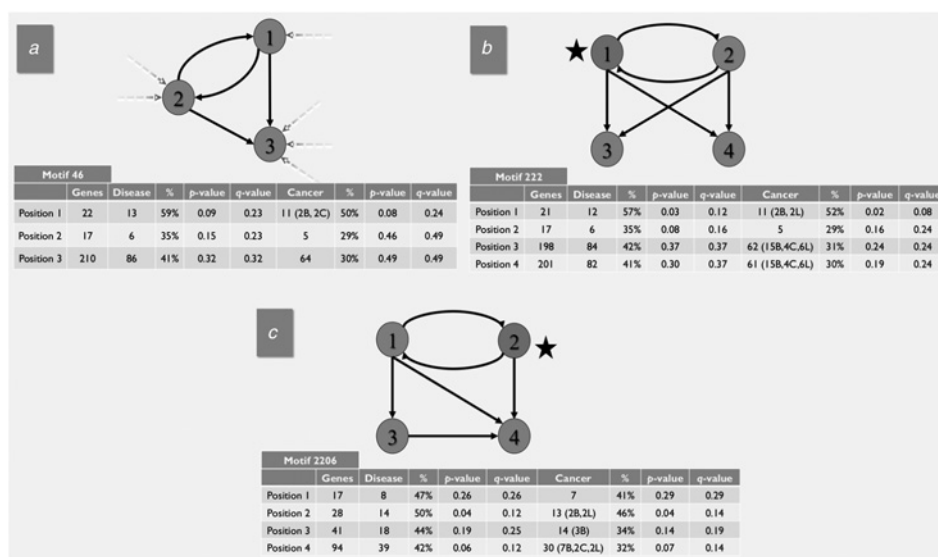 a
1
2
3
Motif 46
Genes Disease % p-value q-value Cancer % p-value q-value
Position 1 22 13 59% 0.09 0.23 11 (2B, 2C) 50% 0.08 0.24
Position 2 17 6 35% 0.15 0.23 5 29% 0.46 0.49
Position 3 210 86 41% 0.32 0.32 64 30% 0.49 0.49
b
1 2
3 4
Motif 222
Genes Disease % p-value q-value Cancer % p-value q-value
Position 1 21 12 57% 0.03 0.12 11 (2B, 2L) 52% 0.02 0.08
Position 2 17 6 35% 0.08 0.16 5 29% 0.16 0.24
Position 3 198 84 42% 0.37 0.37 62 (15B,4C,6L) 31% 0.24 0.24
Position 4 201 82 41% 0.30 0.37 61 (15B,4C,6L) 30% 0.19 0.24
c
1 2
3 4
Motif 2206
Genes Disease % p-value q-value Cancer % p-value q-value
Position 1 17 8 47% 0.26 0.26 7 41% 0.29 0.29
Position 2 28 14 50% 0.04 0.12 13 (2B,2L) 46% 0.04 0.14
Position 3 41 18 44% 0.19 0.25 14 (3B) 34% 0.14 0.19
Position 4 94 39 42% 0.06 0.12 30 (7B,2C,2L) 32% 0.07 0.14